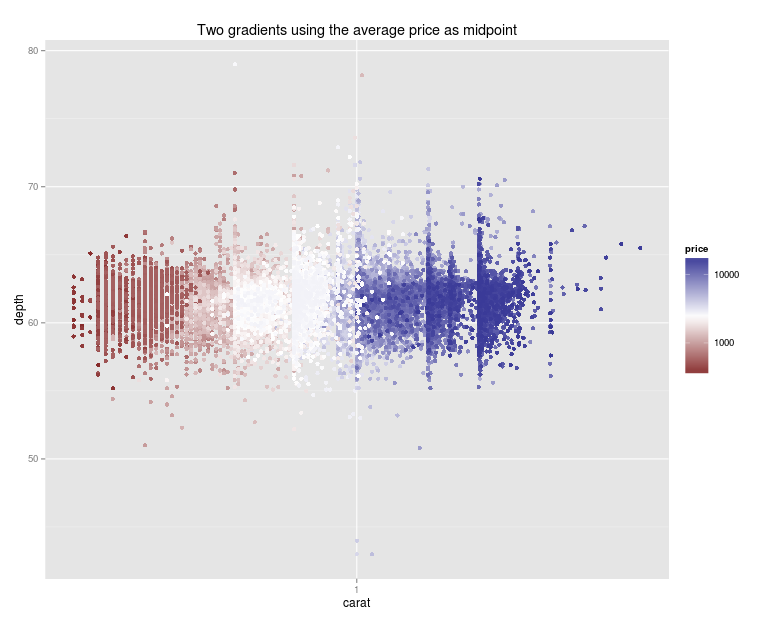 Two gradients using the average price as midpoint
80
70
60
50
depth
1
carat
price
10000
1000